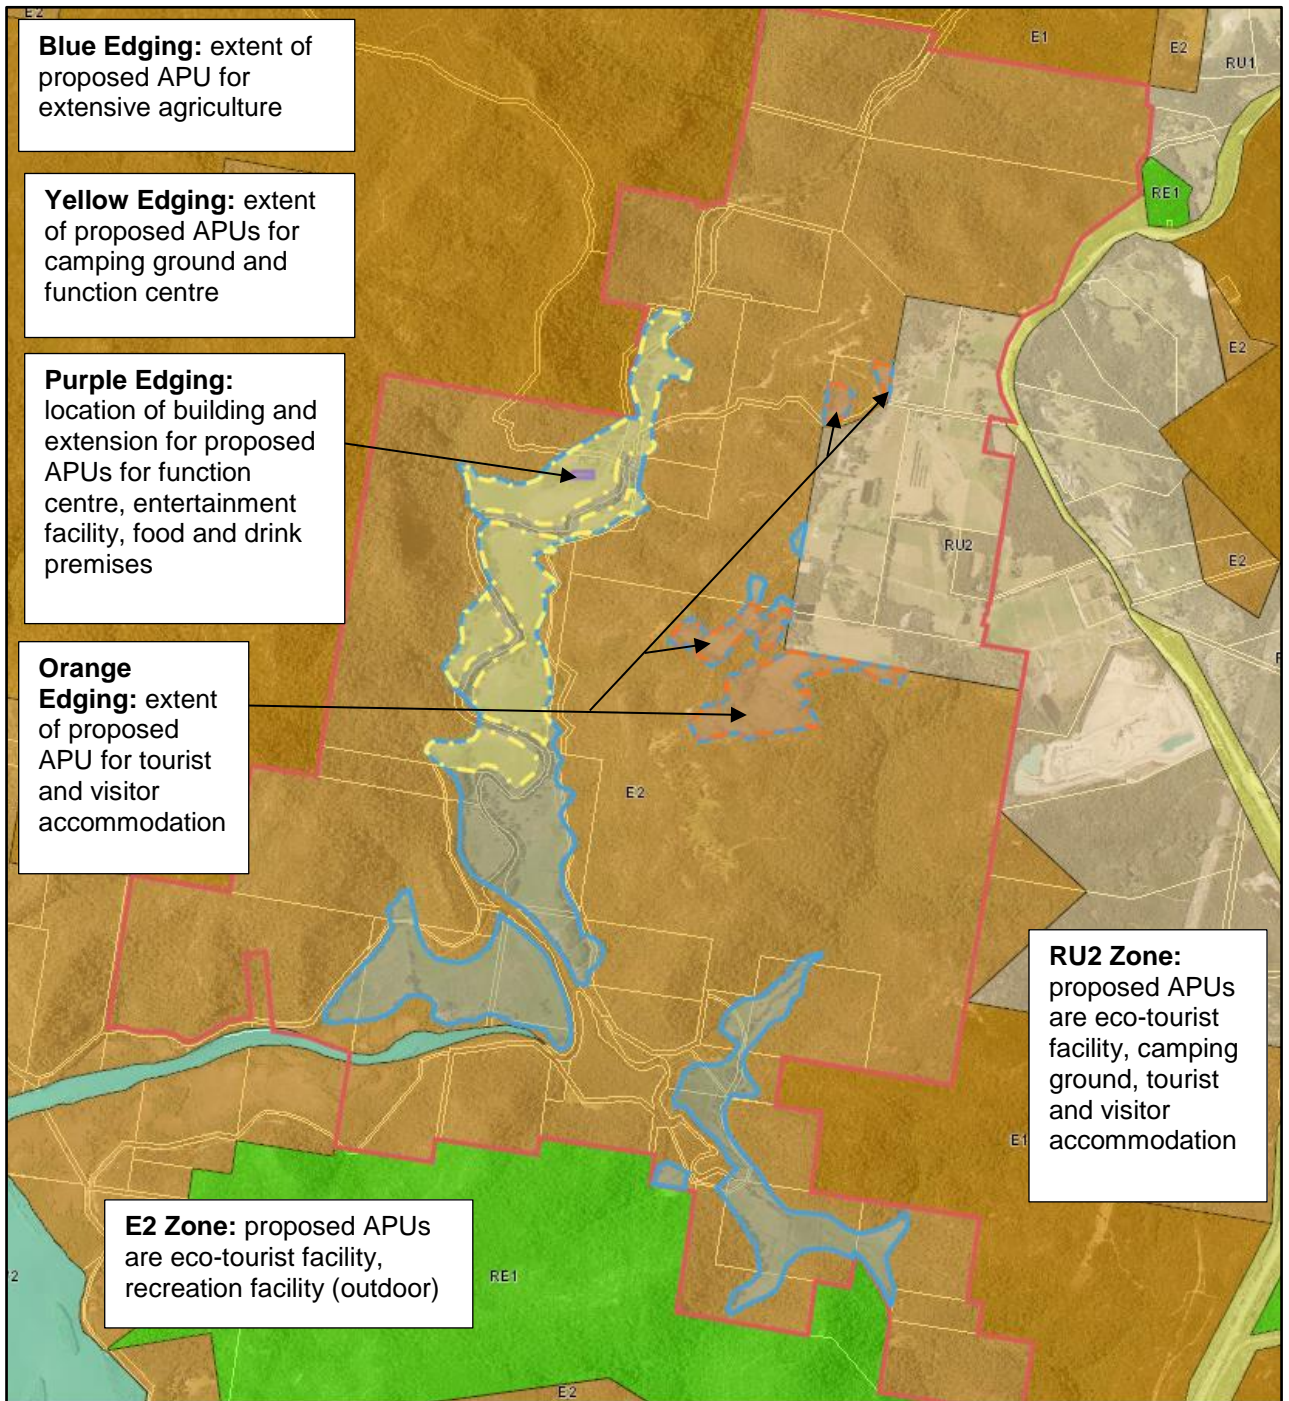 E2
Blue Edging: extent of
proposed APU for
extensive agriculture
E1
E2
RU1
Yellow Edging: extent
of proposed APUs for
camping ground and
function centre
RE1
Purple Edging:
location of building and
extension for proposed
APUs for function
centre, entertainment
facility, food and drink
premises
E2
RU2
E2
Orange
Edging: extent
of proposed
APU for tourist
and visitor
accommodation
E2
RU2 Zone:
proposed APUs
are eco-tourist
facility, camping
ground, tourist
and visitor
accommodation
E1
E2 Zone: proposed APUs
are eco-tourist facility,
recreation facility (outdoor)
RE1
E2